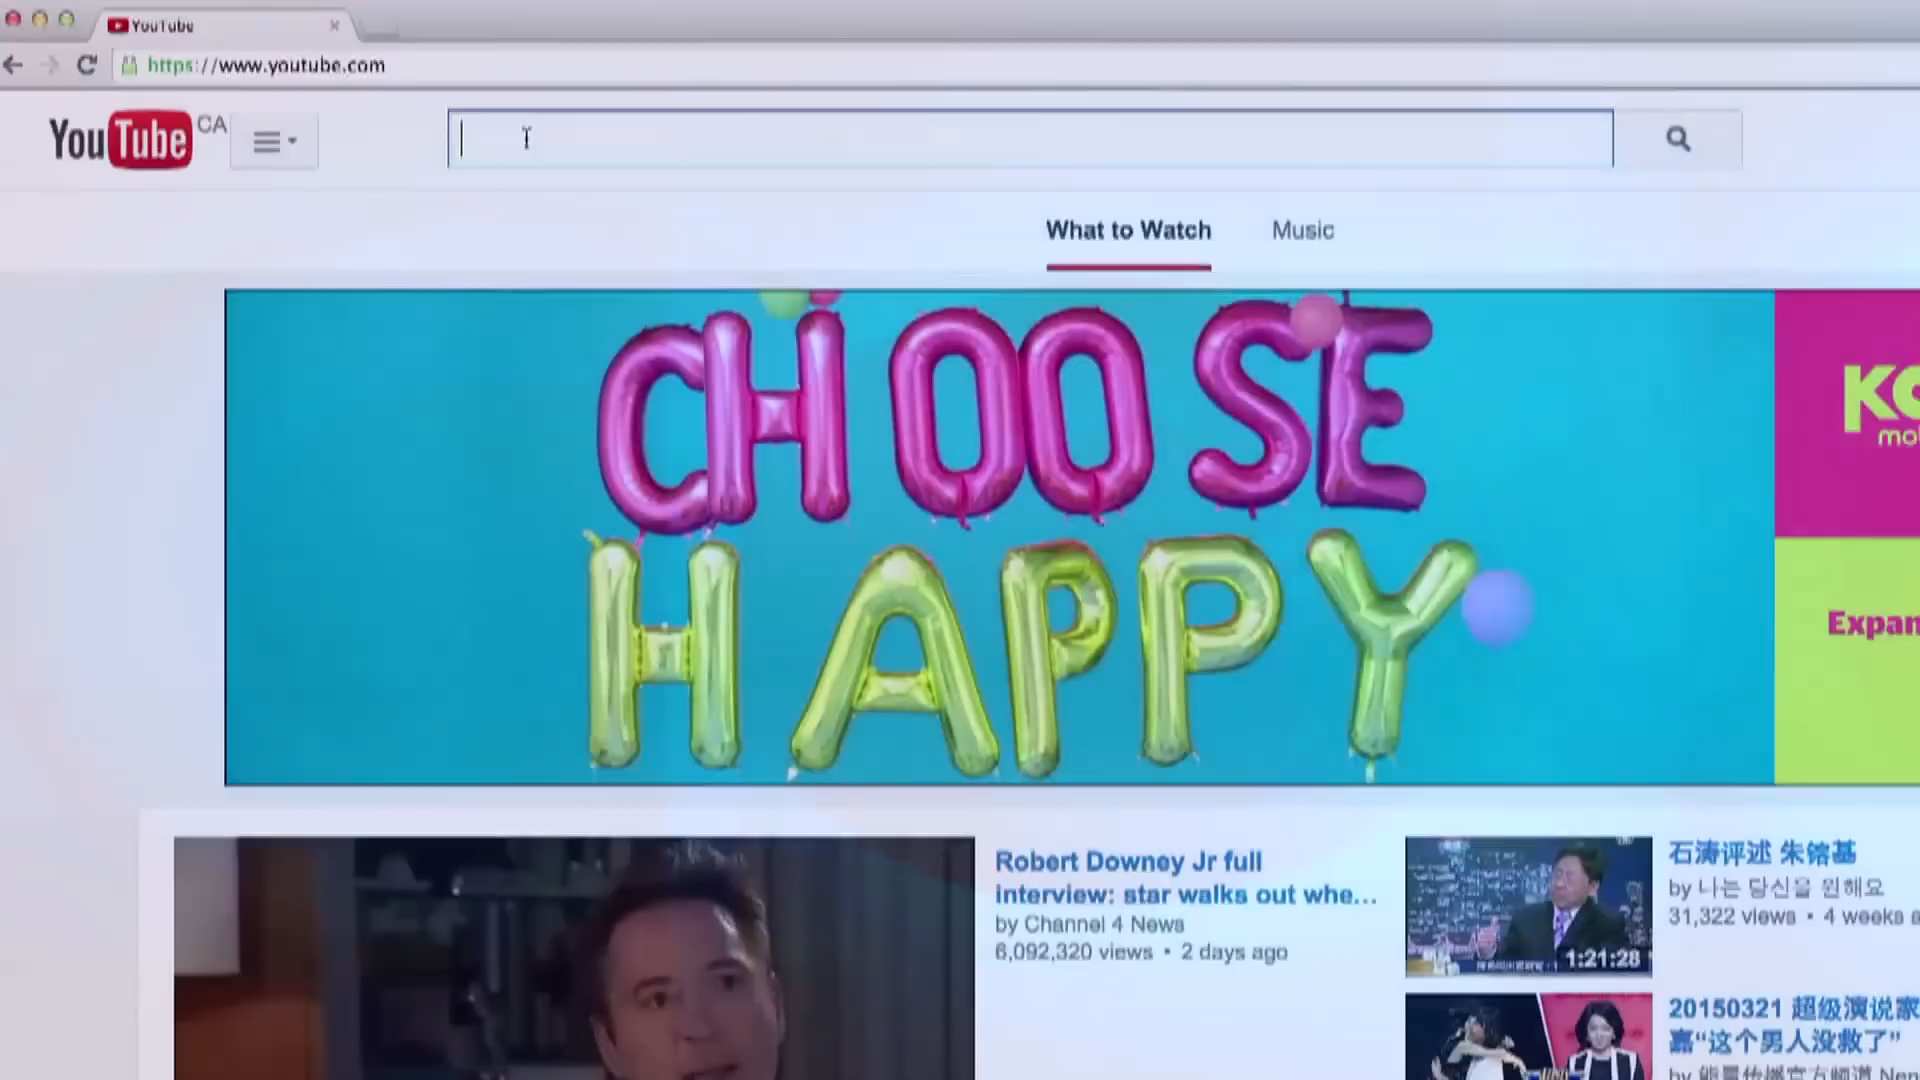 YouTube
https://www.youtube.com
YouTube CA
What to Watch Music
CHOOSE
HAPPY
Expan
Robert Downey Jr full
interview: star walks out whe...
by Channel 4 News
6,092,320 views • 2 days ago
1:21:28
石涛评述 朱镕基
by 나는 당신을 원해요
31,322 views • 4 weeks a
20150321 超级演说家
嘉“这个男人没救了”